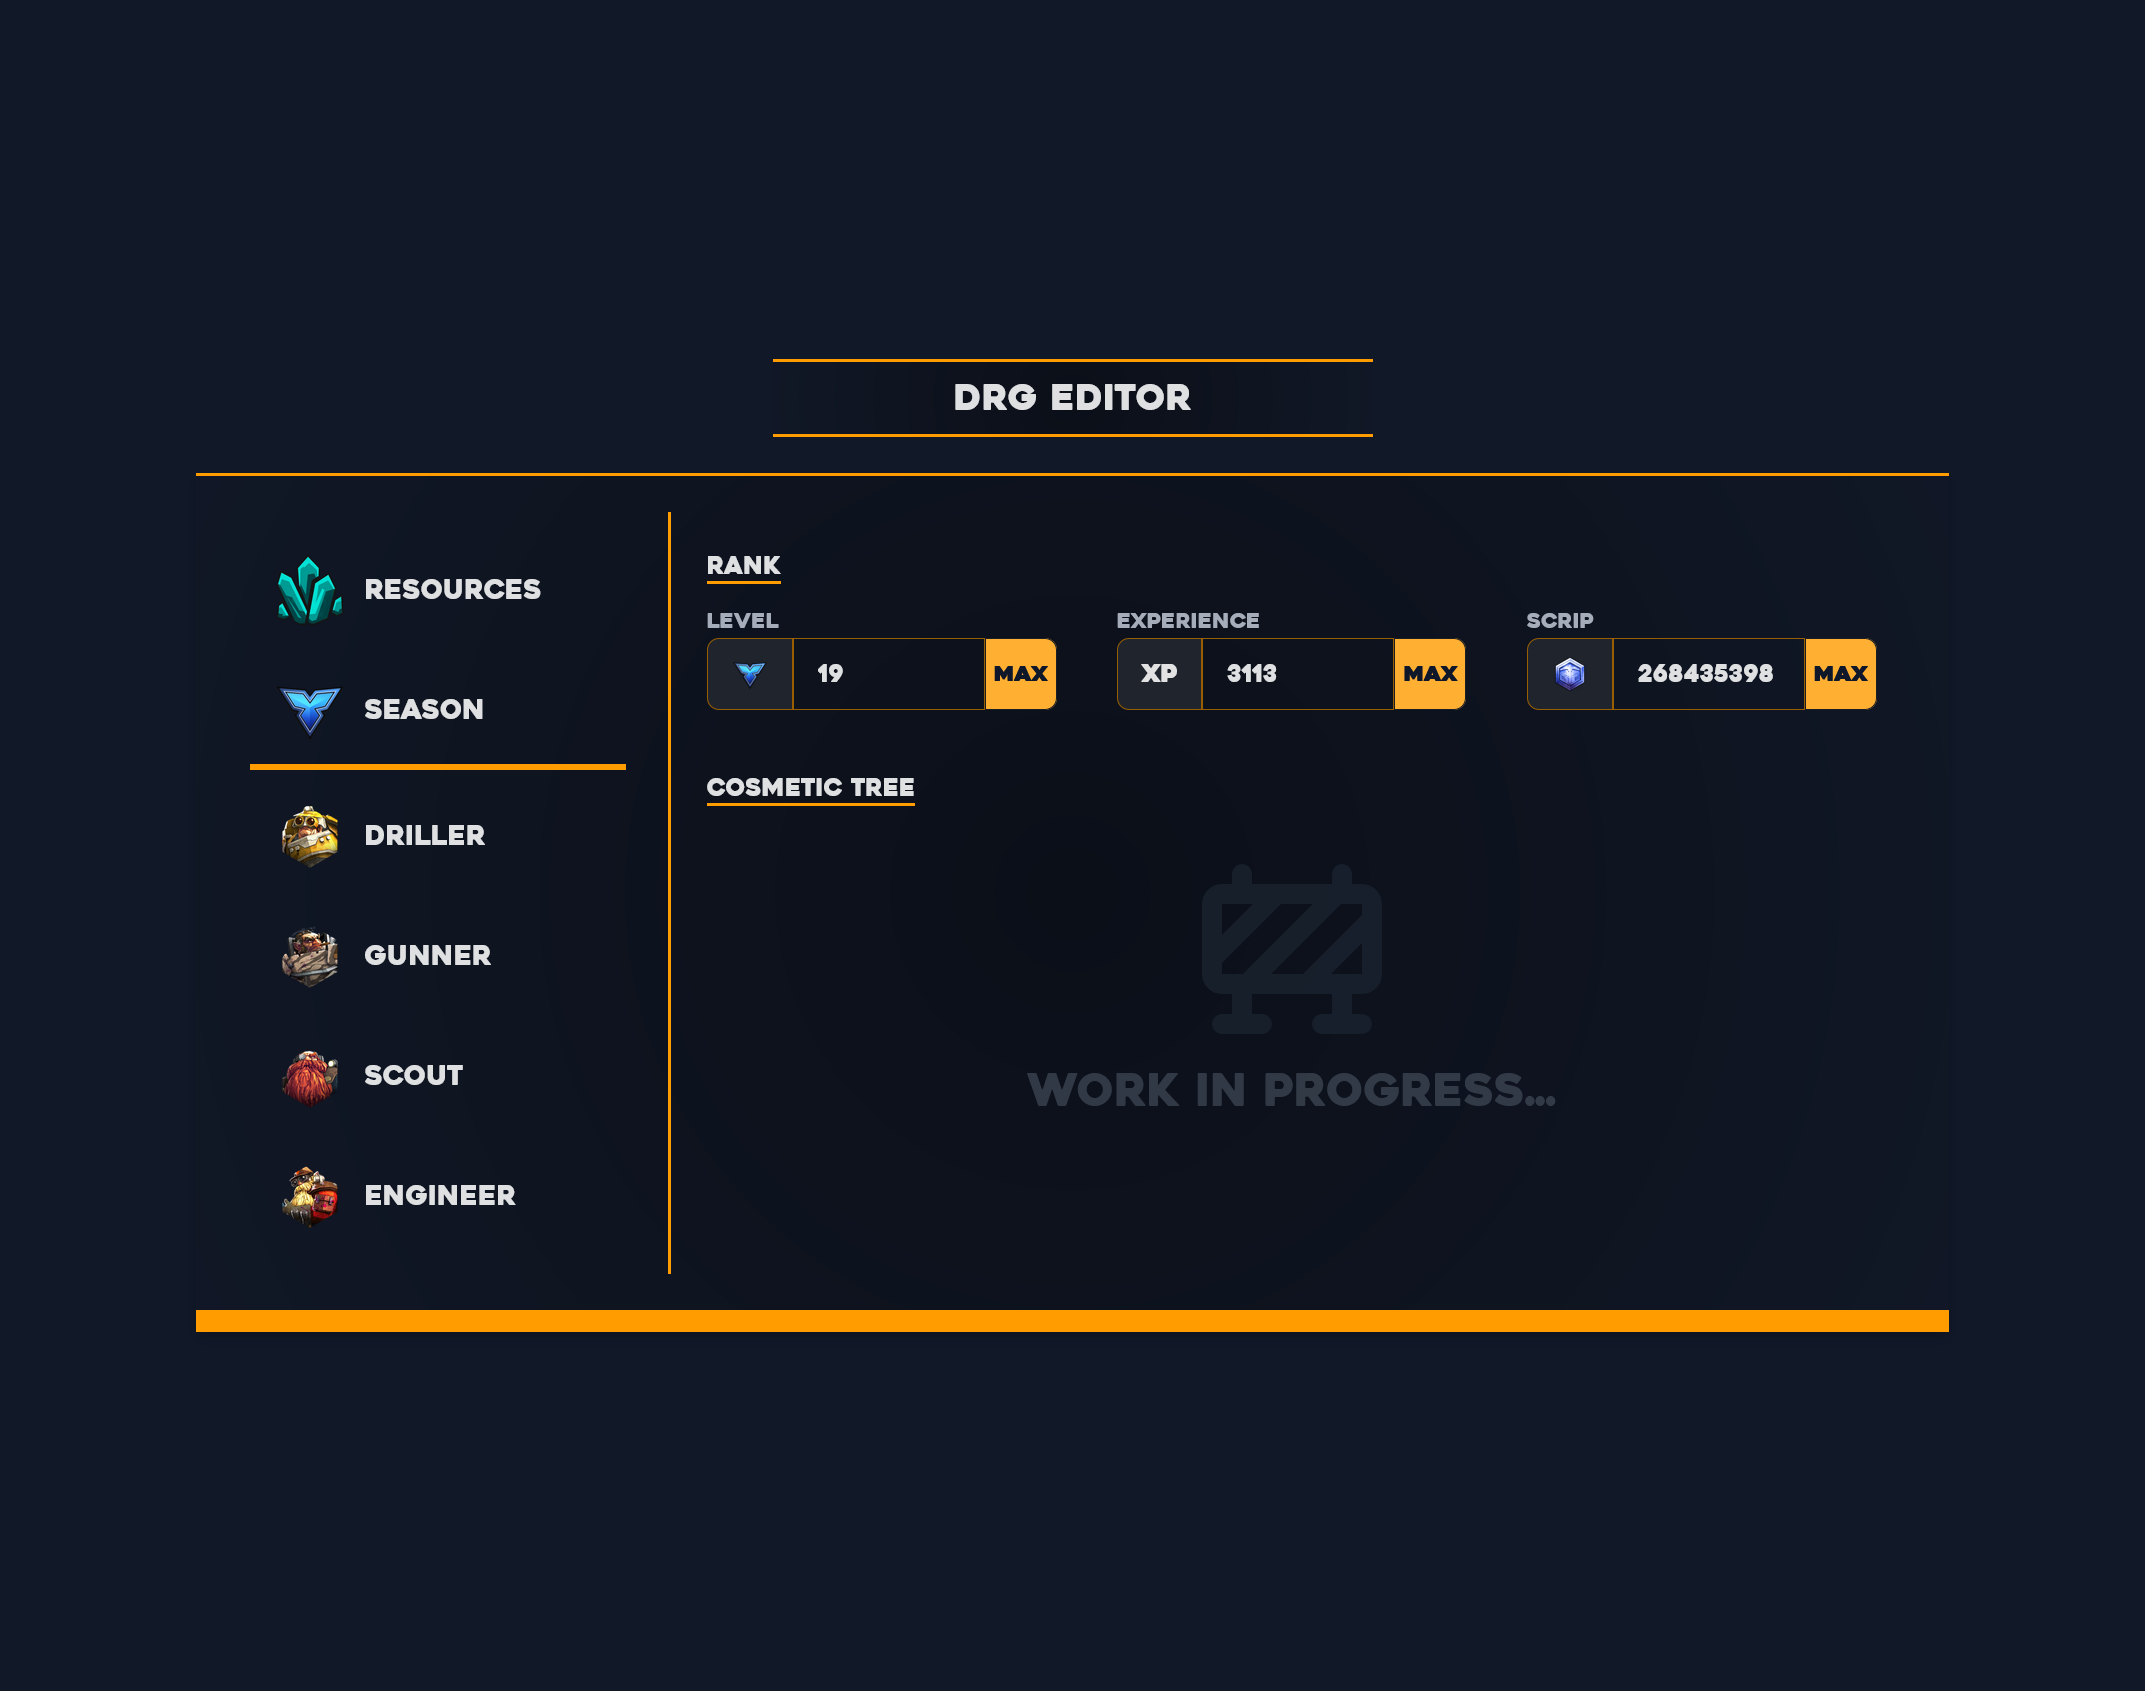 DRG EDITOR
RESOURCES
SEASON
DRILLER
GUNNER
SCOUT
ENGINEER
RANK
LEVEL
19
MAX
EXPERIENCE
XP
3113
MAX
SCRIP
268435398
MAX
COSMETIC TREE
WORK IN PROGRESS...